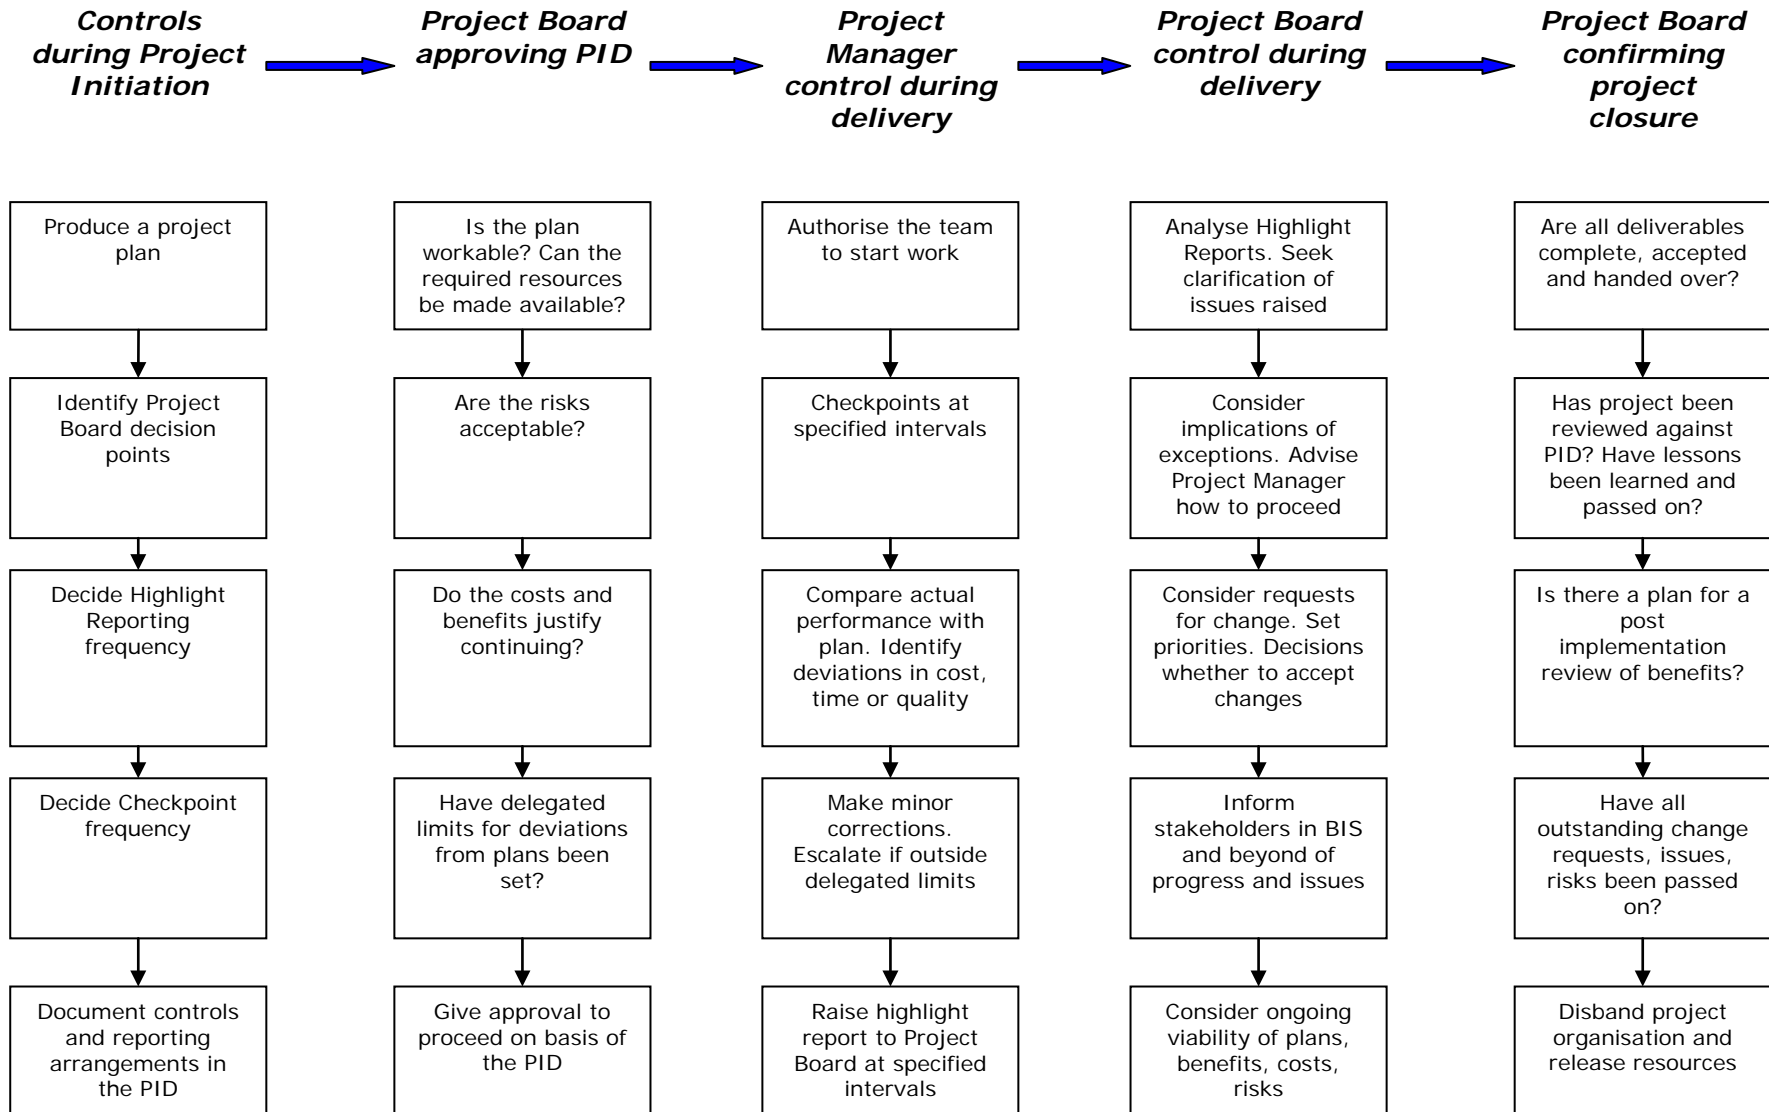 Controls
during Project
Initiation
Project Board
approving PID
Project
Manager
control during
delivery
Project Board
control during
delivery
Project Board
confirming
project
closure
Produce a project
plan
Is the plan
workable? Can the
required resources
be made available?
Authorise the team
to start work
Analyse Highlight
Reports. Seek
clarification of
issues raised
Are all deliverables
complete, accepted
and handed over?
Identify Project
Board decision
points
Are the risks
acceptable?
Checkpoints at
specified intervals
Consider
implications of
exceptions. Advise
Project Manager
how to proceed
Has project been
reviewed against
PID? Have lessons
been learned and
passed on?
Decide Highlight
Reporting
frequency
Do the costs and
benefits justify
continuing?
Compare actual
performance with
plan. Identify
deviations in cost,
time or quality
Consider requests
for change. Set
priorities. Decisions
whether to accept
changes
Is there a plan for a
post
implementation
review of benefits?
Decide Checkpoint
frequency
Have delegated
limits for deviations
from plans been
set?
Make minor
corrections.
Escalate if outside
delegated limits
Inform
stakeholders in BIS
and beyond of
progress and issues
Have all
outstanding change
requests, issues,
risks been passed
on?
Document controls
and reporting
arrangements in
the PID
Give approval to
proceed on basis of
the PID
Raise highlight
report to Project
Board at specified
intervals
Consider ongoing
viability of plans,
benefits, costs,
risks
Disband project
organisation and
release resources